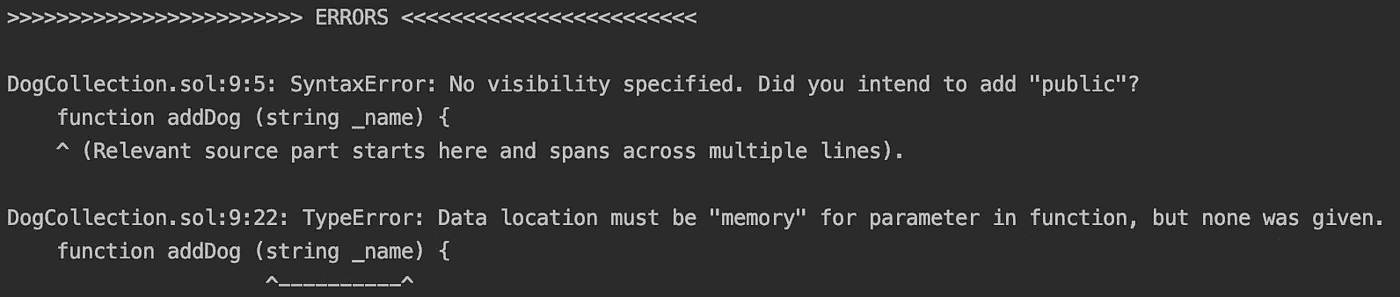 >>>>>>>>>>>>>>>>>>>>>>>> ERRORS <<<<<<<<<<<<<<<<<<<<<<<<<
DogCollection.sol:9:5: SyntaxError: No visibility specified. Did you intend to add "public"?
    function addDog (string _name) {
    ^ (Relevant source part starts here and spans across multiple lines).
DogCollection.sol:9:22: TypeError: Data location must be "memory" for parameter in function, but none was given.
    function addDog (string _name) {
                     ^----------^